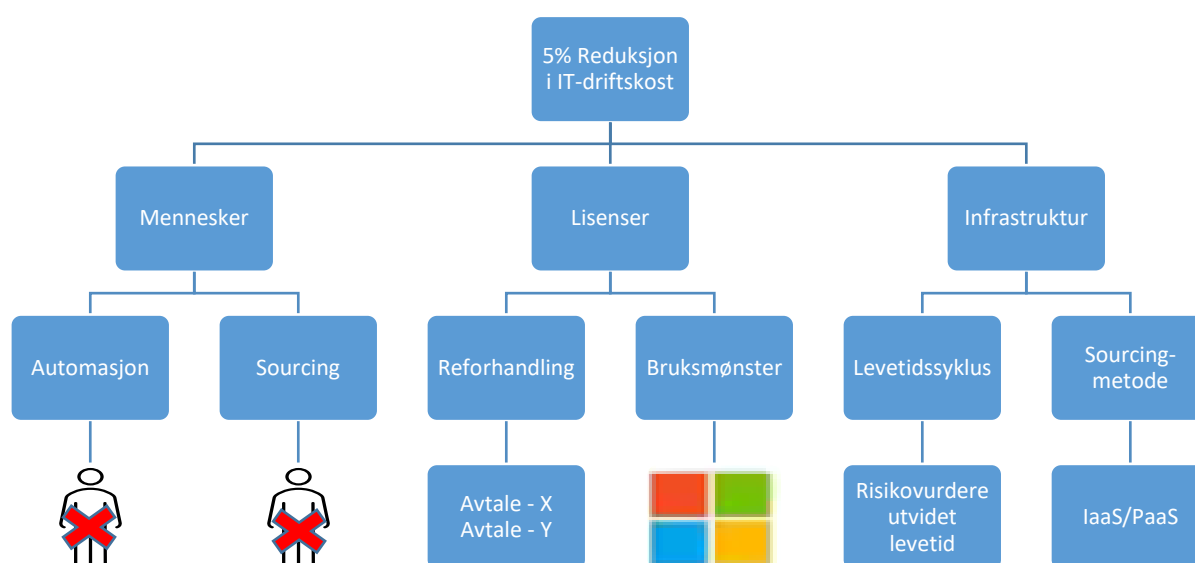 5% Reduksjon
i IT-driftskost
Mennesker
Lisenser
Infrastruktur
Automasjon
Sourcing
Reforhandling
Bruksmønster
Levetidssyklus
Sourcing-
metode
Avtale - X
Avtale - Y
Risikovurdere
utvidet
levetid
IaaS/PaaS